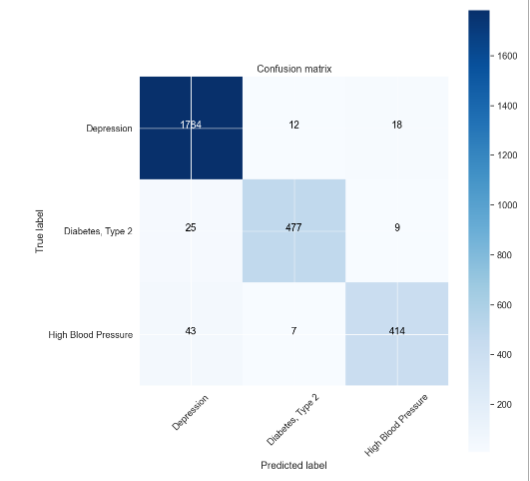 Confusion matrix
True label
Depression
1784
12
18
Diabetes, Type 2
25
477
9
High Blood Pressure
43
7
414
Depression
Diabetes, Type 2
High Blood Pressure
Predicted label
1600
1400
1200
1000
800
600
400
200